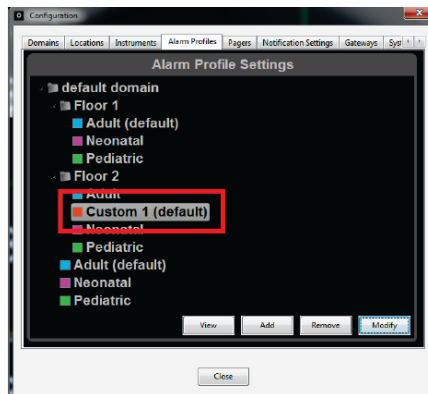 Configuration
Domains Locations Instruments Alarm Profiles Pagers Notification Settings Gateways Syst
Alarm Profile Settings
default domain
Floor 1
Adult (default)
Neonatal
Pediatric
Floor 2
Adult
Custom 1 (default)
Neonatal
Pediatric
Adult (default)
Neonatal
Pediatric
View Add Remove Modify
Close